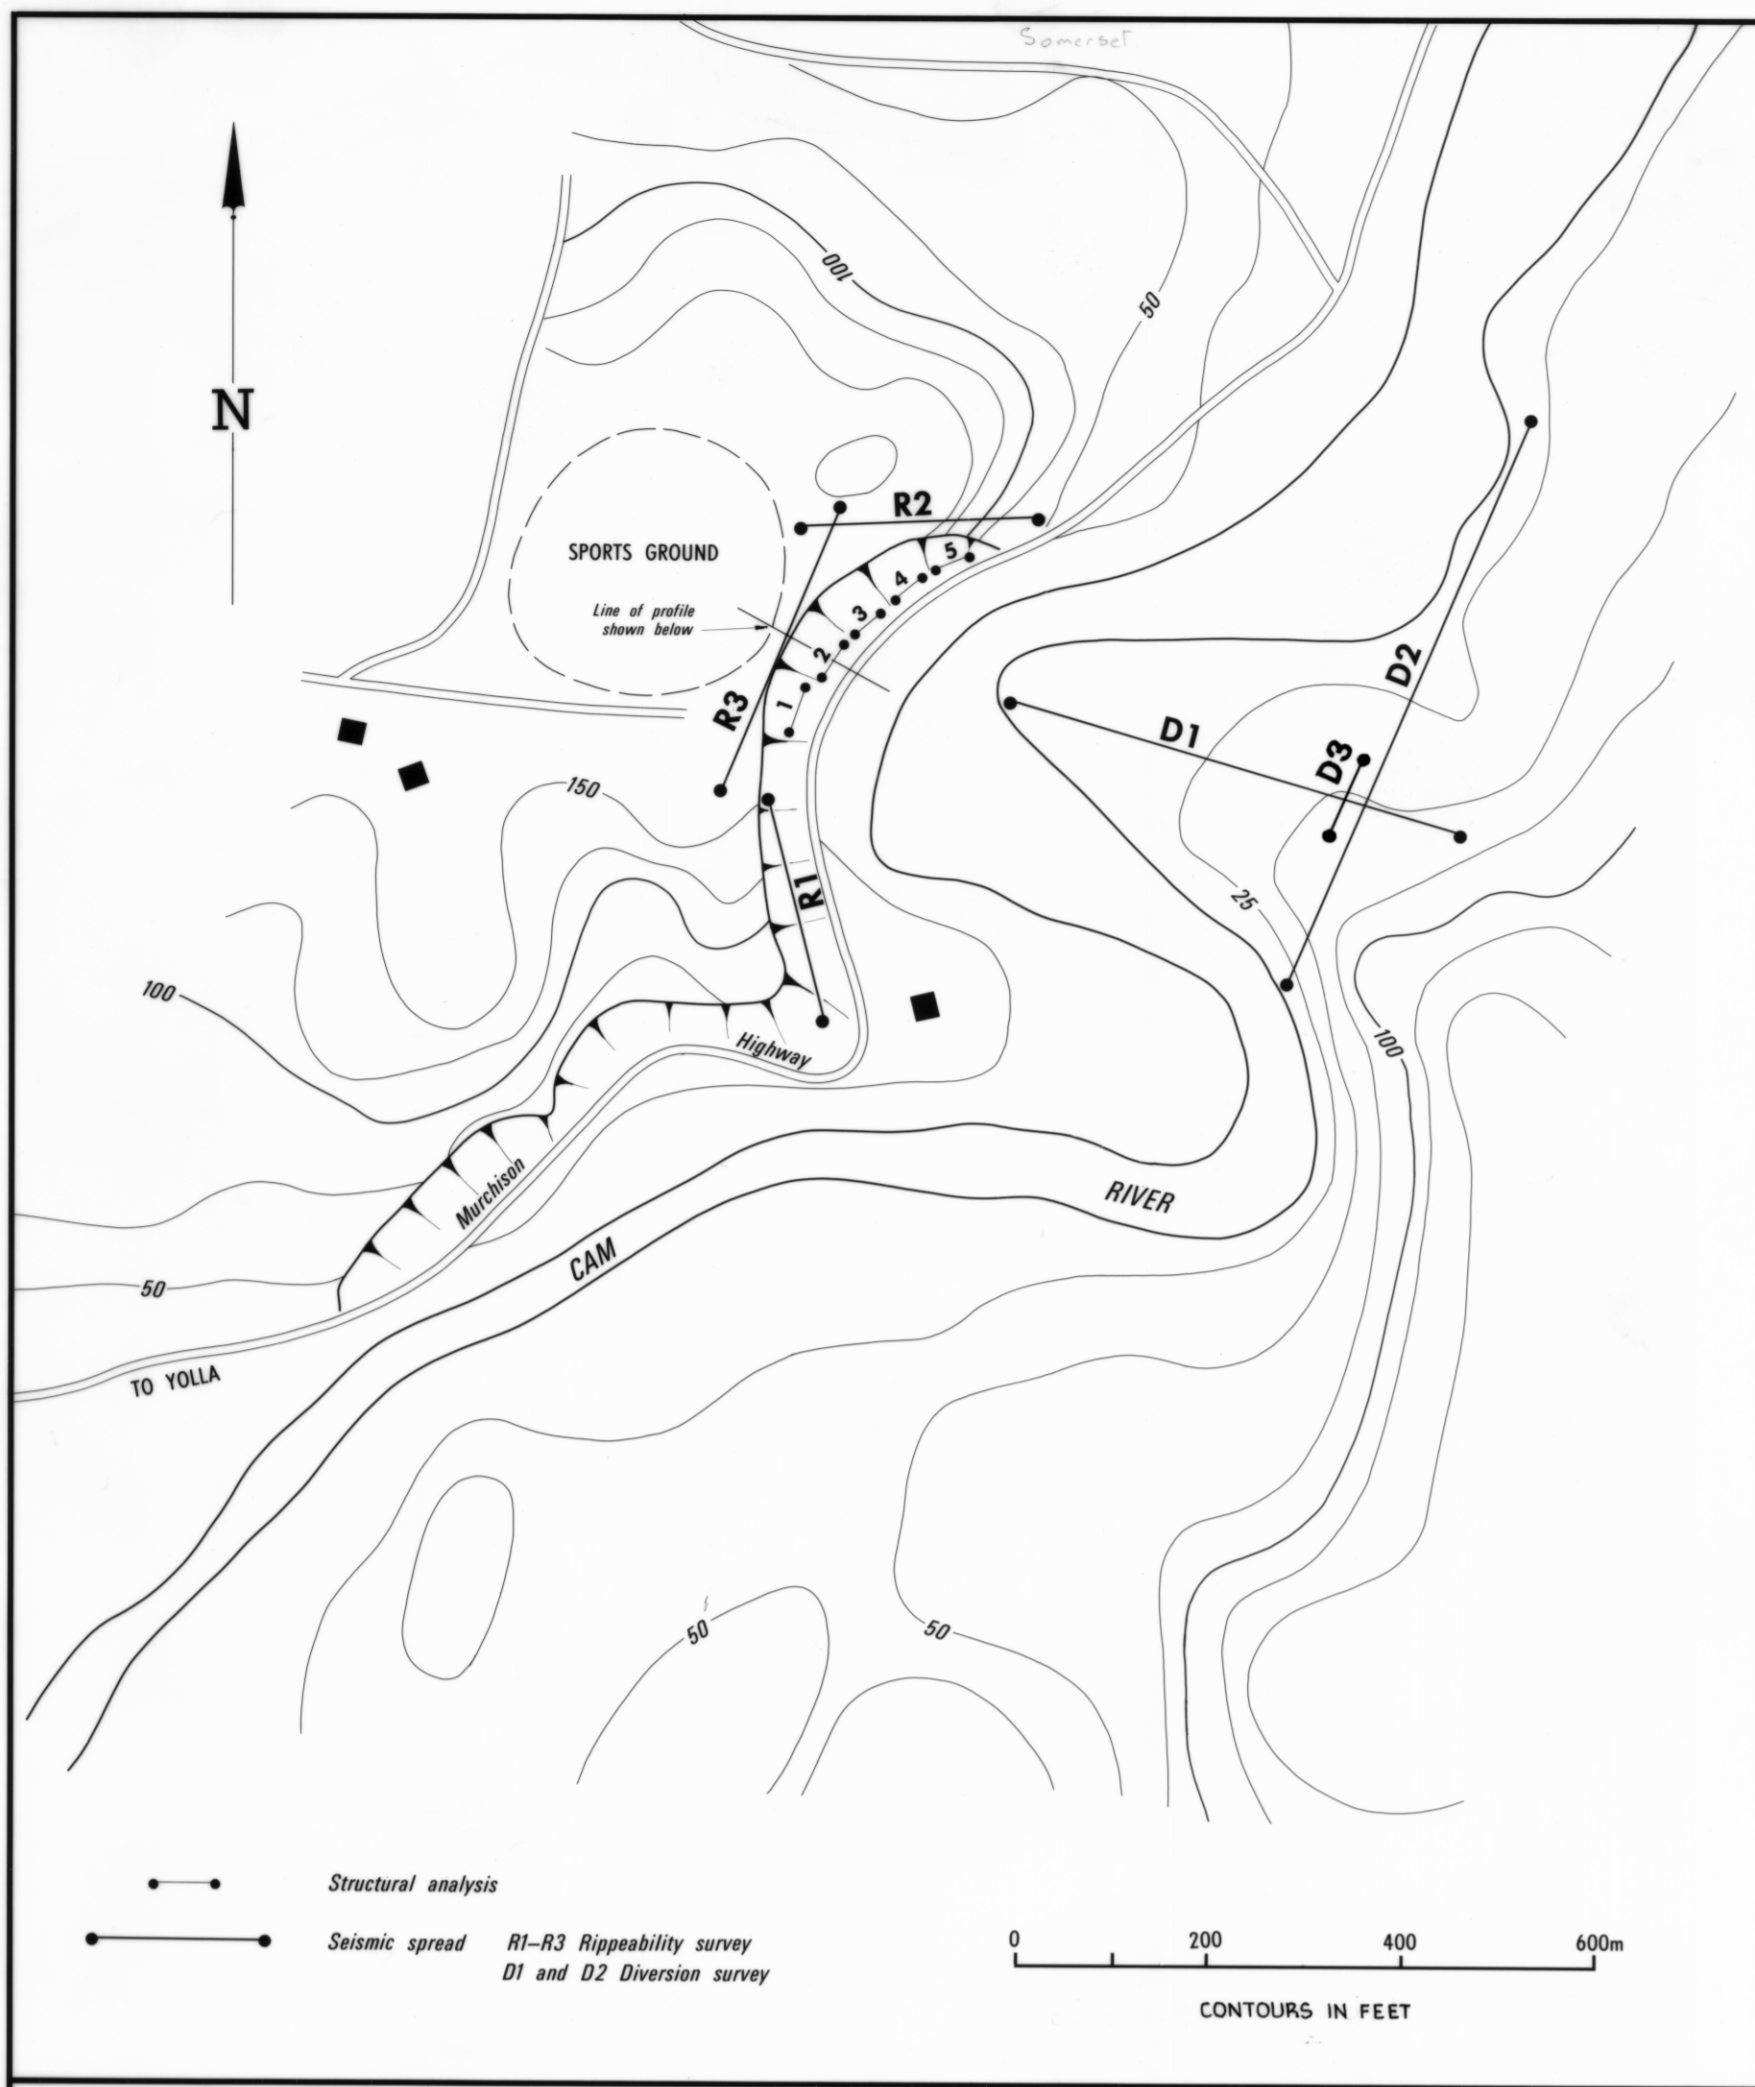 Somerset
N
100
50
R2
SPORTS GROUND
5
4
Line of profile
shown below
3
2
R3
1
D2
D1
D3
150
R1
25
100
Highway
100
Murchison
RIVER
CAM
50
TO YOLLA
50
50
Structural analysis
Seismic spread R1–R3 Rippeability survey
D1 and D2 Diversion survey
0 200 400 600m
CONTOURS IN FEET